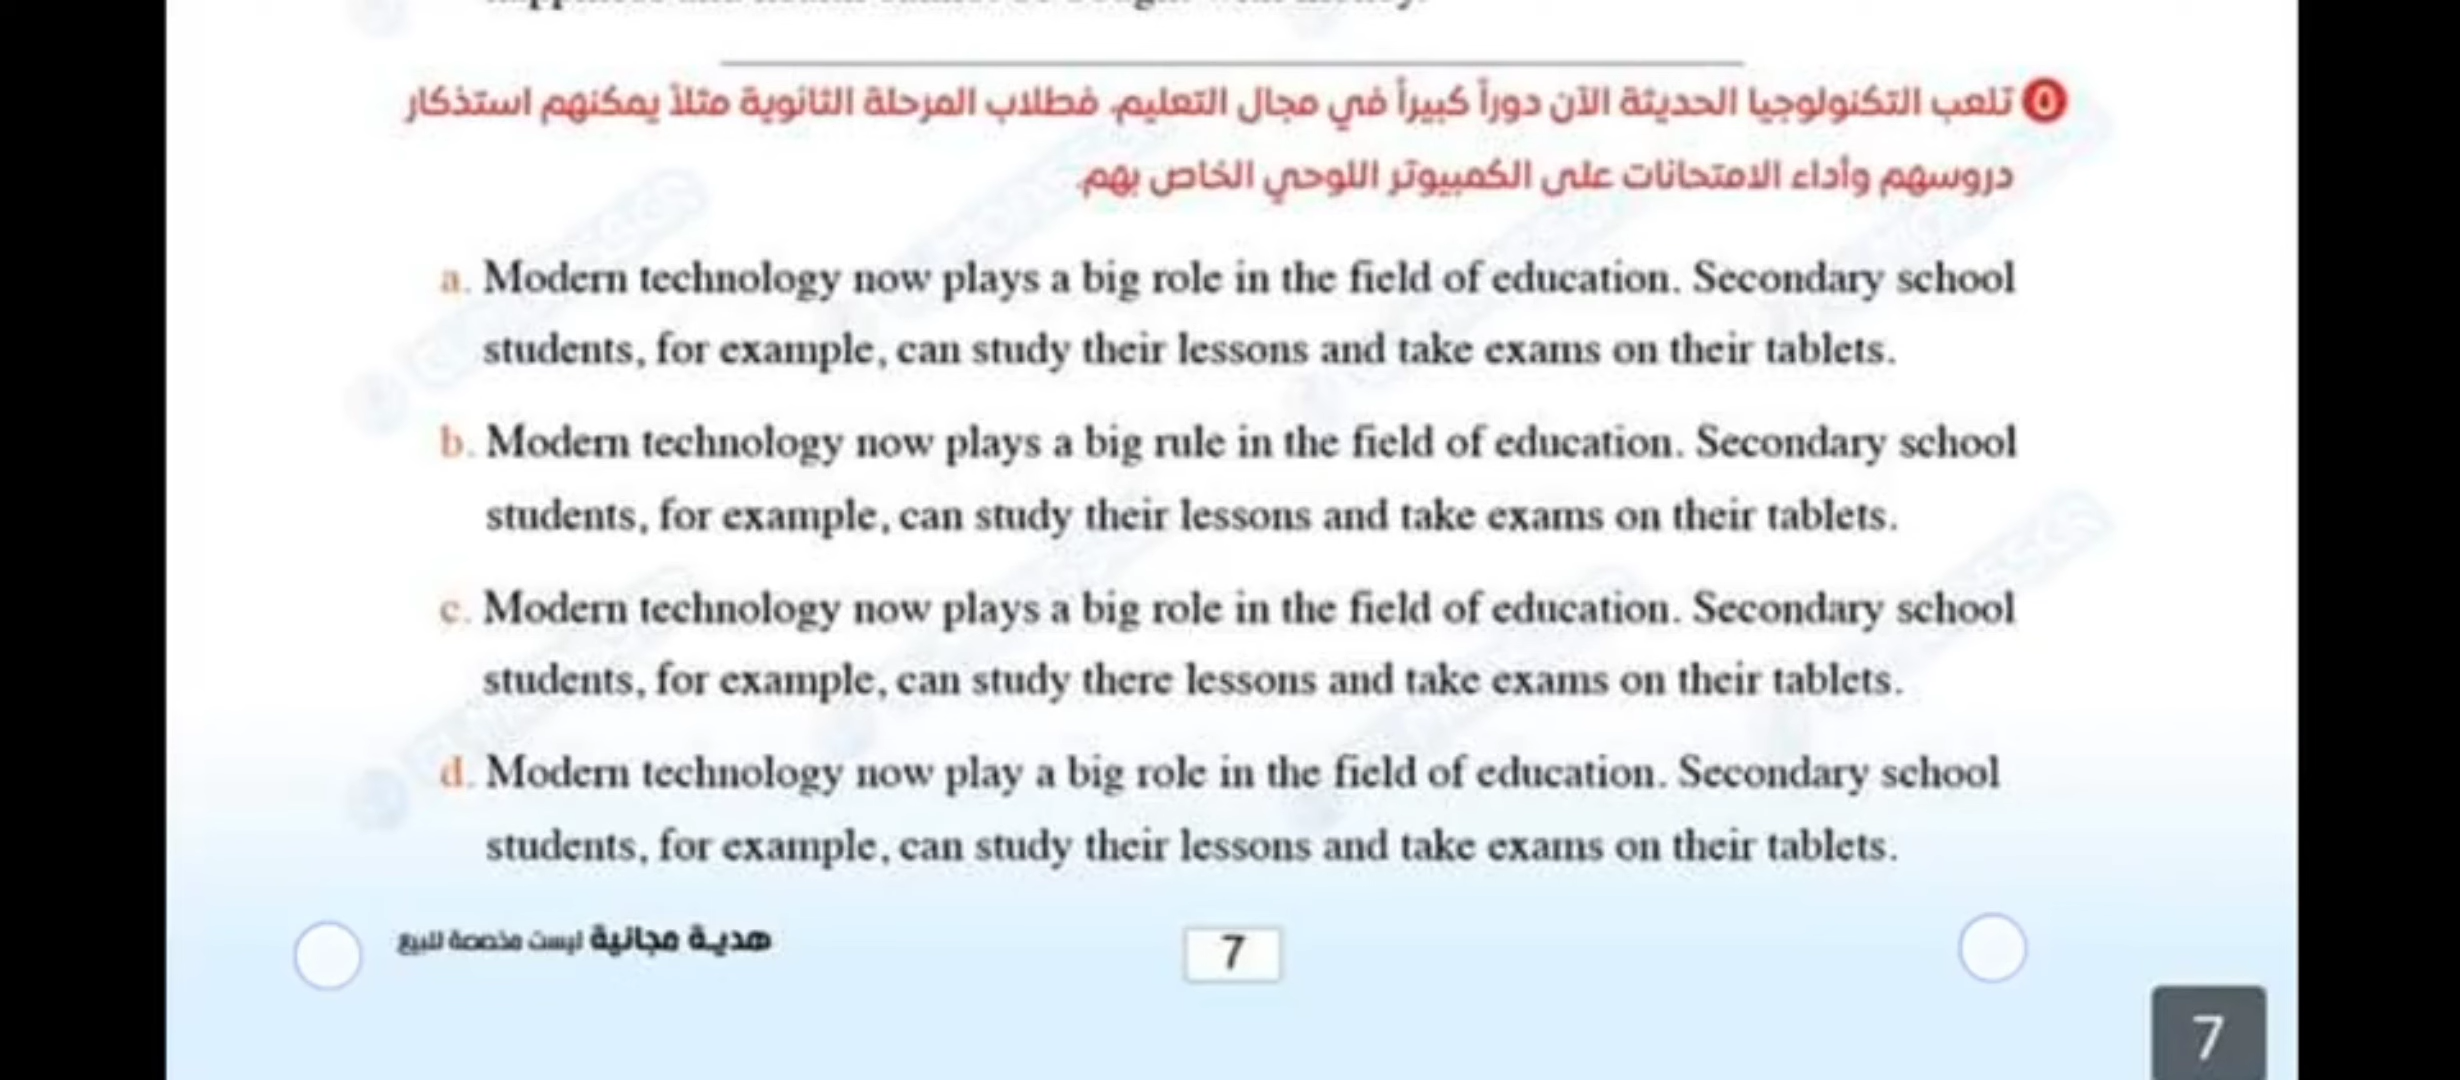 ٥ تلعب التكنولوجيا الحديثة الآن دوراً كبيراً في مجال التعليم. فطلاب المرحلة الثانوية مثلاً يمكنهم استذكار
دروسهم وأداء الامتحانات على الكمبيوتر اللوحي الخاص بهم.
a. Modern technology now plays a big role in the field of education. Secondary school
students, for example, can study their lessons and take exams on their tablets.
b. Modern technology now plays a big rule in the field of education. Secondary school
students, for example, can study their lessons and take exams on their tablets.
c. Modern technology now plays a big role in the field of education. Secondary school
students, for example, can study there lessons and take exams on their tablets.
d. Modern technology now play a big role in the field of education. Secondary school
students, for example, can study their lessons and take exams on their tablets.
هدية مجانية ليست مخصصة للبيع
7
7